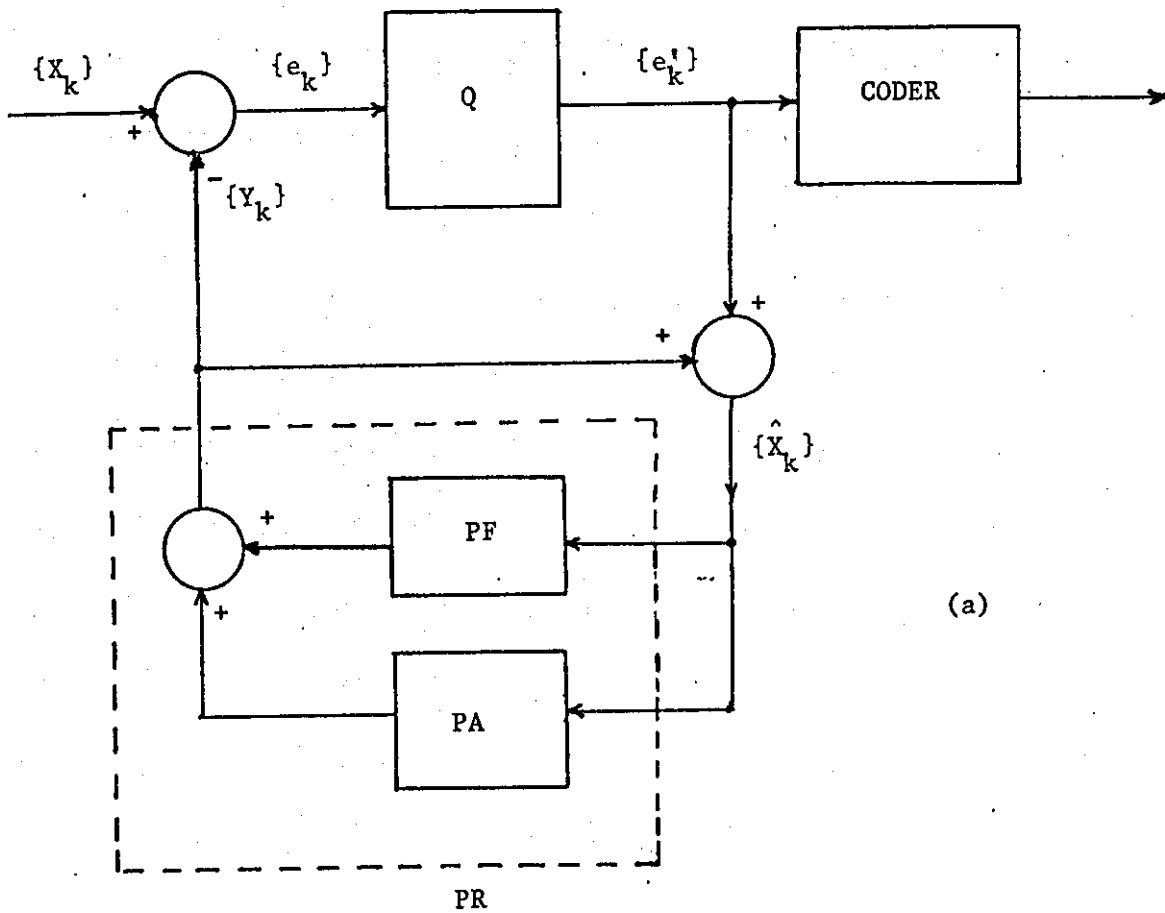 {X_k}
{e_k}
Q
{e'_k}
CODER
+
-
{Y_k}
+
+
{X̂_k}
+
PF
+
PA
(a)
PR